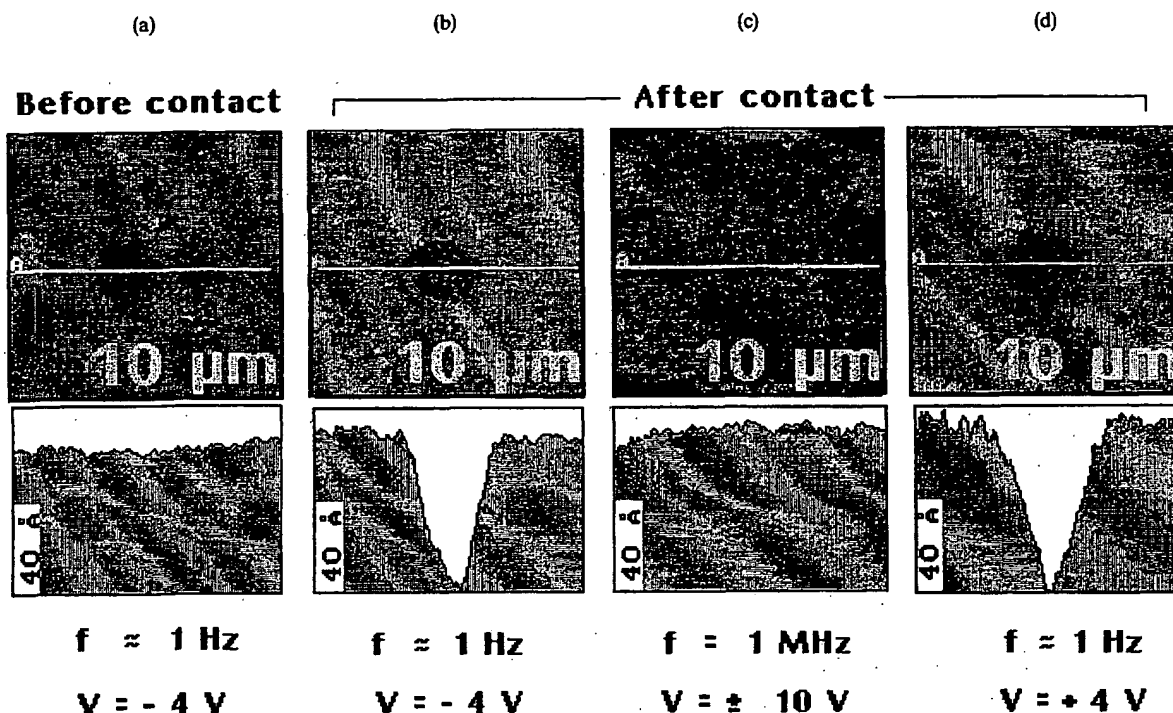 (a) (b) (c) (d)
Before contact After contact
10 µm 10 µm 10 µm 10 µm
40 Å 40 Å 40 Å 40 Å
f ≈ 1 Hz f ≈ 1 Hz f = 1 MHz f ≈ 1 Hz
V = - 4 V V = - 4 V V = ± 10 V V = + 4 V